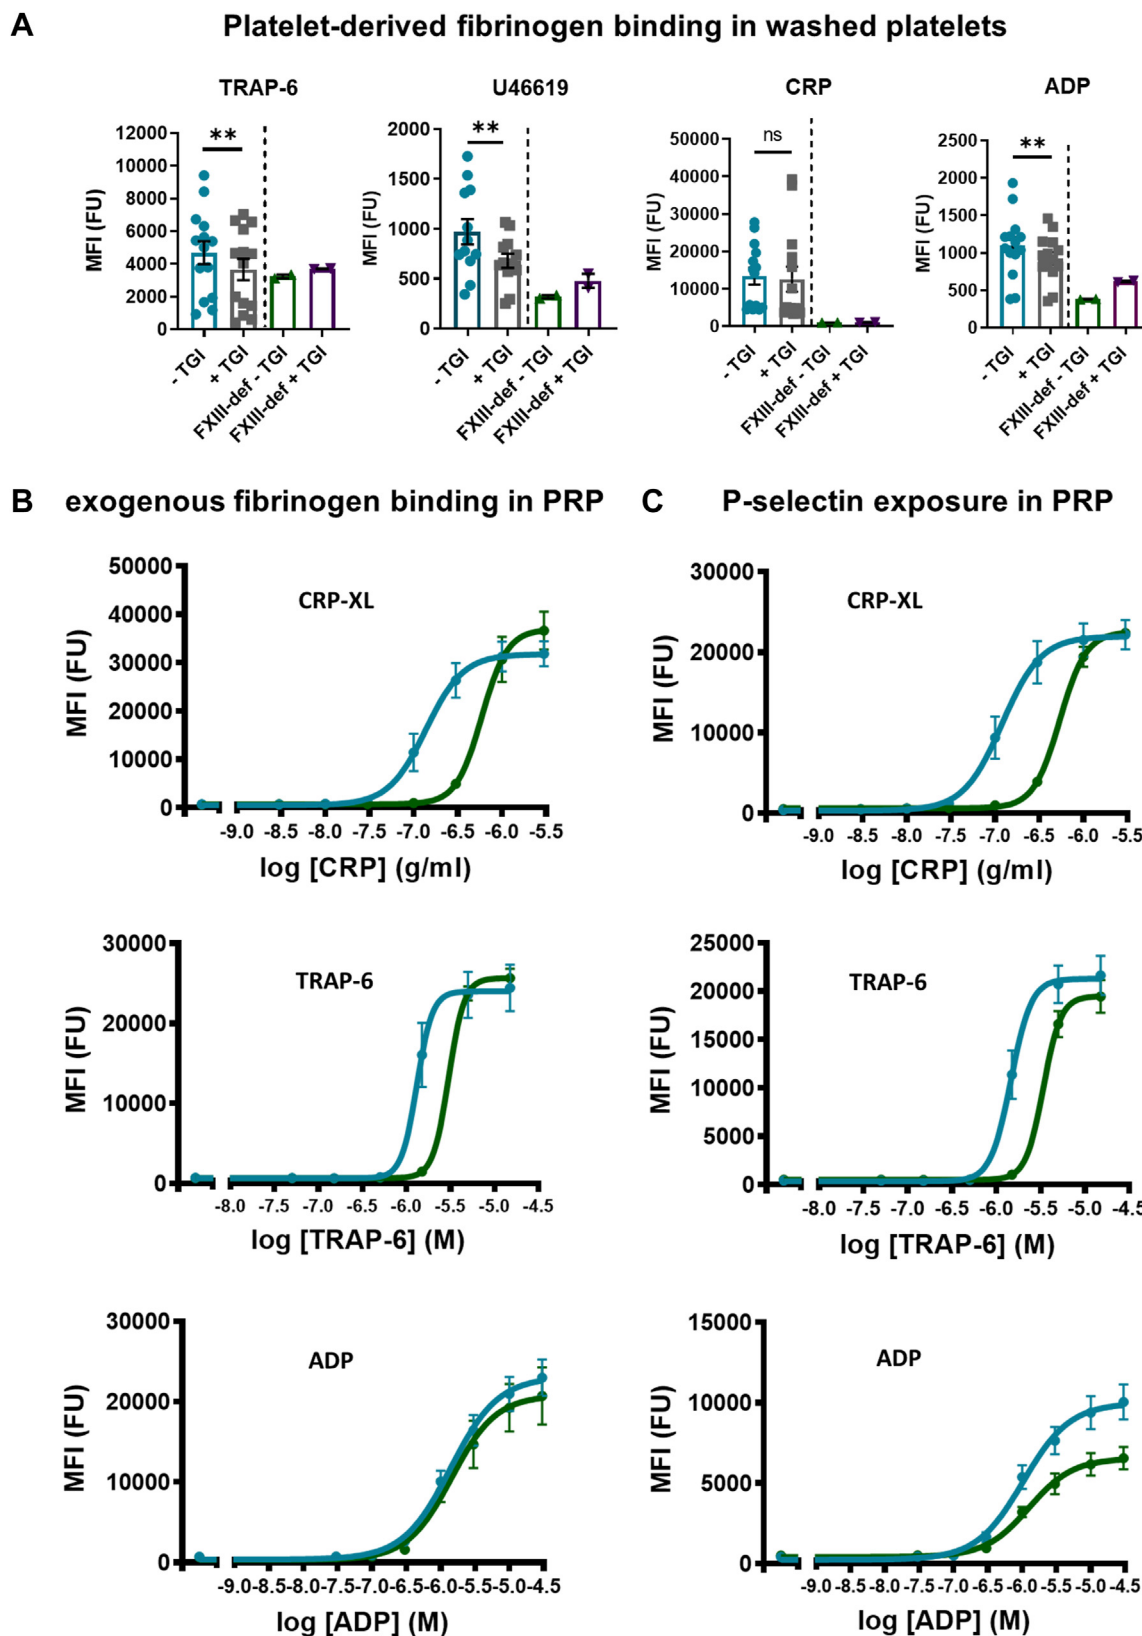 A
Platelet-derived fibrinogen binding in washed platelets
TRAP-6
U46619
CRP
ADP
MFI (FU)
12000
10000
8000
6000
4000
2000
0
**
- TGI
+ TGI
FXIII-def - TGI
FXIII-def + TGI
MFI (FU)
2000
1500
1000
500
0
**
- TGI
+ TGI
FXIII-def - TGI
FXIII-def + TGI
MFI (FU)
50000
40000
30000
20000
10000
0
ns
- TGI
+ TGI
FXIII-def - TGI
FXIII-def + TGI
MFI (FU)
2500
2000
1500
1000
500
0
**
- TGI
+ TGI
FXIII-def - TGI
FXIII-def + TGI
B exogenous fibrinogen binding in PRP
C P-selectin exposure in PRP
CRP-XL
MFI (FU)
50000
40000
30000
20000
10000
0
-9.0 -8.5 -8.0 -7.5 -7.0 -6.5 -6.0 -5.5
log [CRP] (g/ml)
CRP-XL
MFI (FU)
30000
20000
10000
0
-9.0 -8.5 -8.0 -7.5 -7.0 -6.5 -6.0 -5.5
log [CRP] (g/ml)
TRAP-6
MFI (FU)
30000
20000
10000
0
-8.0 -7.5 -7.0 -6.5 -6.0 -5.5 -5.0 -4.5
log [TRAP-6] (M)
TRAP-6
MFI (FU)
25000
20000
15000
10000
5000
0
-8.0 -7.5 -7.0 -6.5 -6.0 -5.5 -5.0 -4.5
log [TRAP-6] (M)
ADP
MFI (FU)
30000
20000
10000
0
-9.0 -8.5 -8.0 -7.5 -7.0 -6.5 -6.0 -5.5 -5.0 -4.5
log [ADP] (M)
ADP
MFI (FU)
15000
10000
5000
0
-9.0 -8.5 -8.0 -7.5 -7.0 -6.5 -6.0 -5.5 -5.0 -4.5
log [ADP] (M)